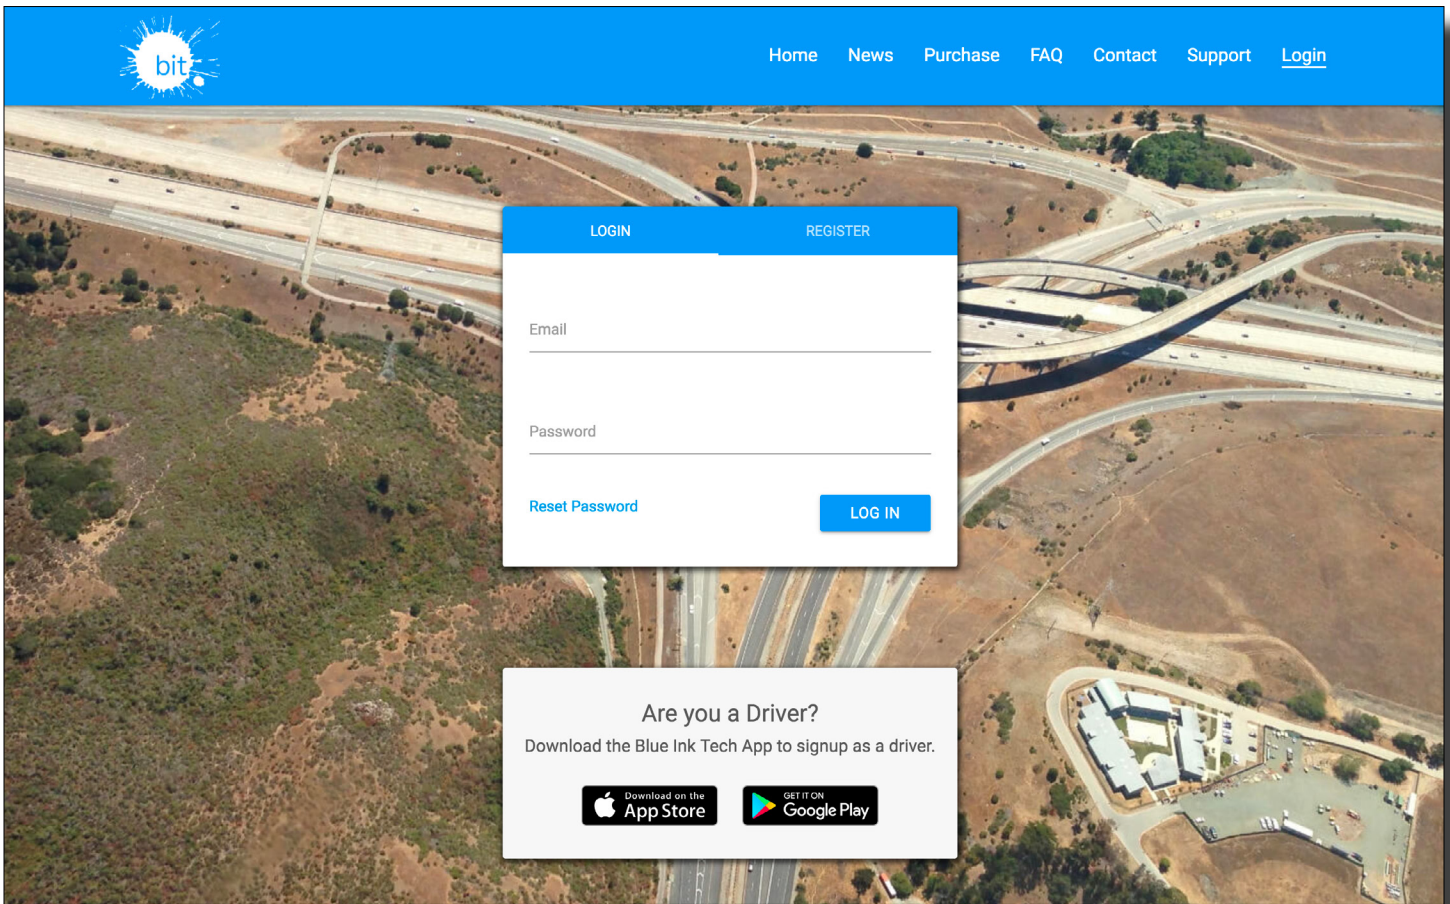 bit
Home News Purchase FAQ Contact Support Login
LOGIN REGISTER
Email
Password
Reset Password LOG IN
Are you a Driver?
Download the Blue Ink Tech App to signup as a driver.
Download on the App Store
GET IT ON Google Play